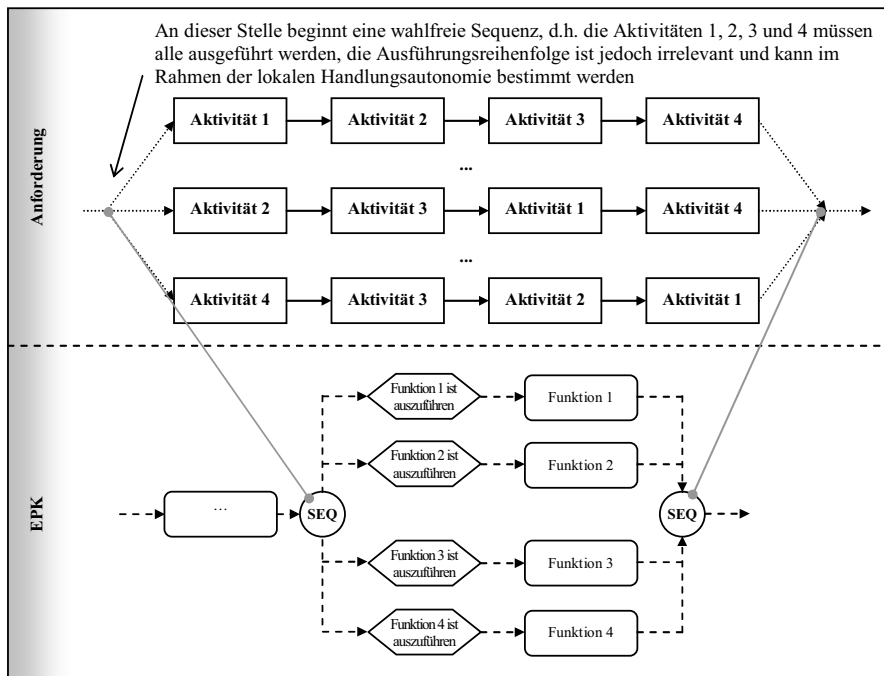 An dieser Stelle beginnt eine wahlfreie Sequenz, d.h. die Aktivitäten 1, 2, 3 und 4 müssen
alle ausgeführt werden, die Ausführungsreihenfolge ist jedoch irrelevant und kann im
Rahmen der lokalen Handlungsautonomie bestimmt werden
Anforderung
Aktivität 1
Aktivität 2
Aktivität 3
Aktivität 4
...
Aktivität 2
Aktivität 3
Aktivität 1
Aktivität 4
...
Aktivität 4
Aktivität 3
Aktivität 2
Aktivität 1
EPK
...
SEQ
Funktion 1 ist
auszuführen
Funktion 1
Funktion 2 ist
auszuführen
Funktion 2
Funktion 3 ist
auszuführen
Funktion 3
Funktion 4 ist
auszuführen
Funktion 4
SEQ